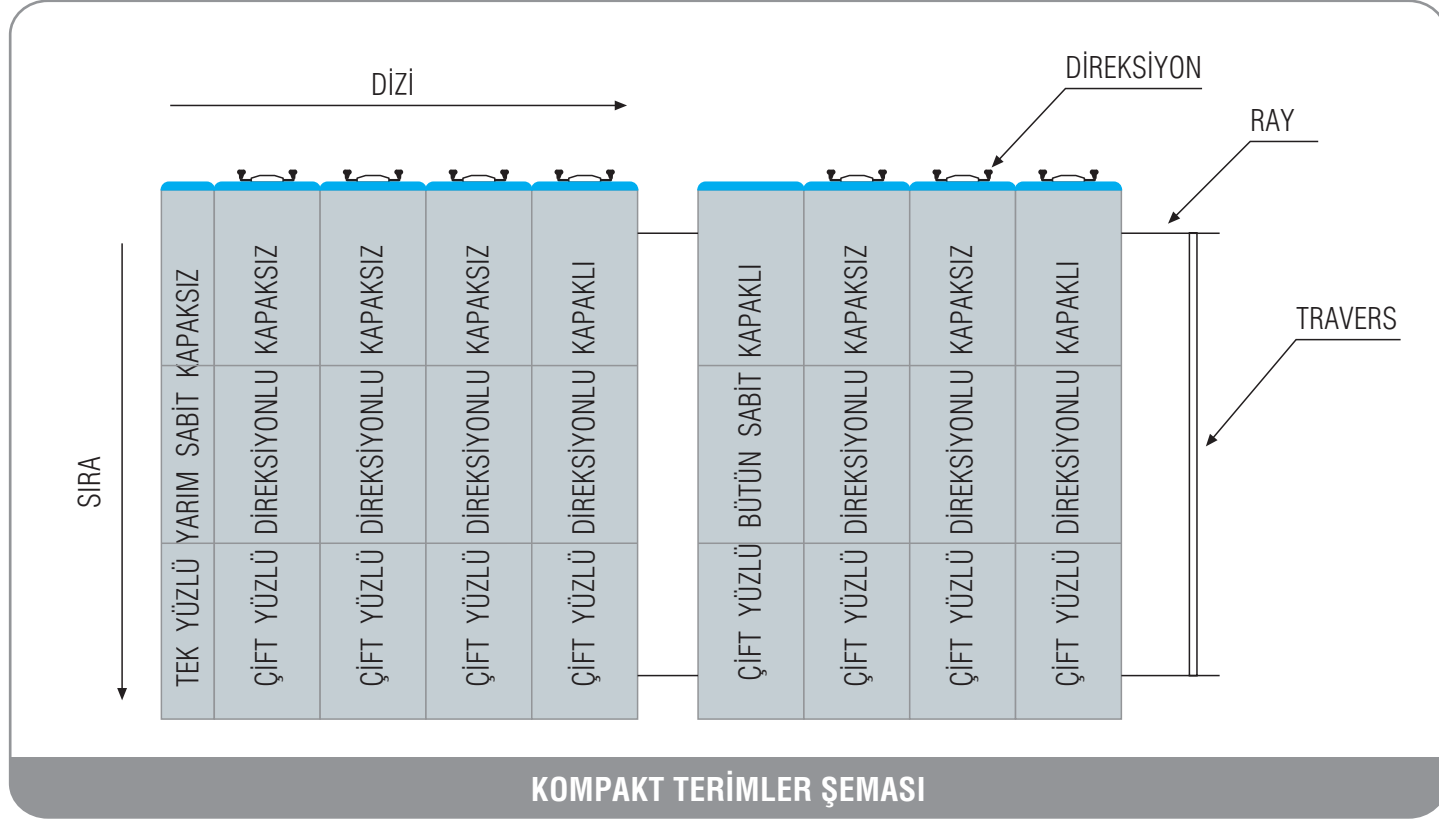 DİZİ
DİREKSİYON
RAY
TRAVERS
SIRA
TEK YÜZLÜ YARIM SABİT KAPAKSIZ
ÇİFT YÜZLÜ DİREKSİYONLU KAPAKSIZ
ÇİFT YÜZLÜ DİREKSİYONLU KAPAKSIZ
ÇİFT YÜZLÜ DİREKSİYONLU KAPAKSIZ
ÇİFT YÜZLÜ DİREKSİYONLU KAPAKLI
ÇİFT YÜZLÜ BÜTÜN SABİT KAPAKLI
ÇİFT YÜZLÜ DİREKSİYONLU KAPAKSIZ
ÇİFT YÜZLÜ DİREKSİYONLU KAPAKSIZ
ÇİFT YÜZLÜ DİREKSİYONLU KAPAKLI
KOMPAKT TERİMLER ŞEMASI